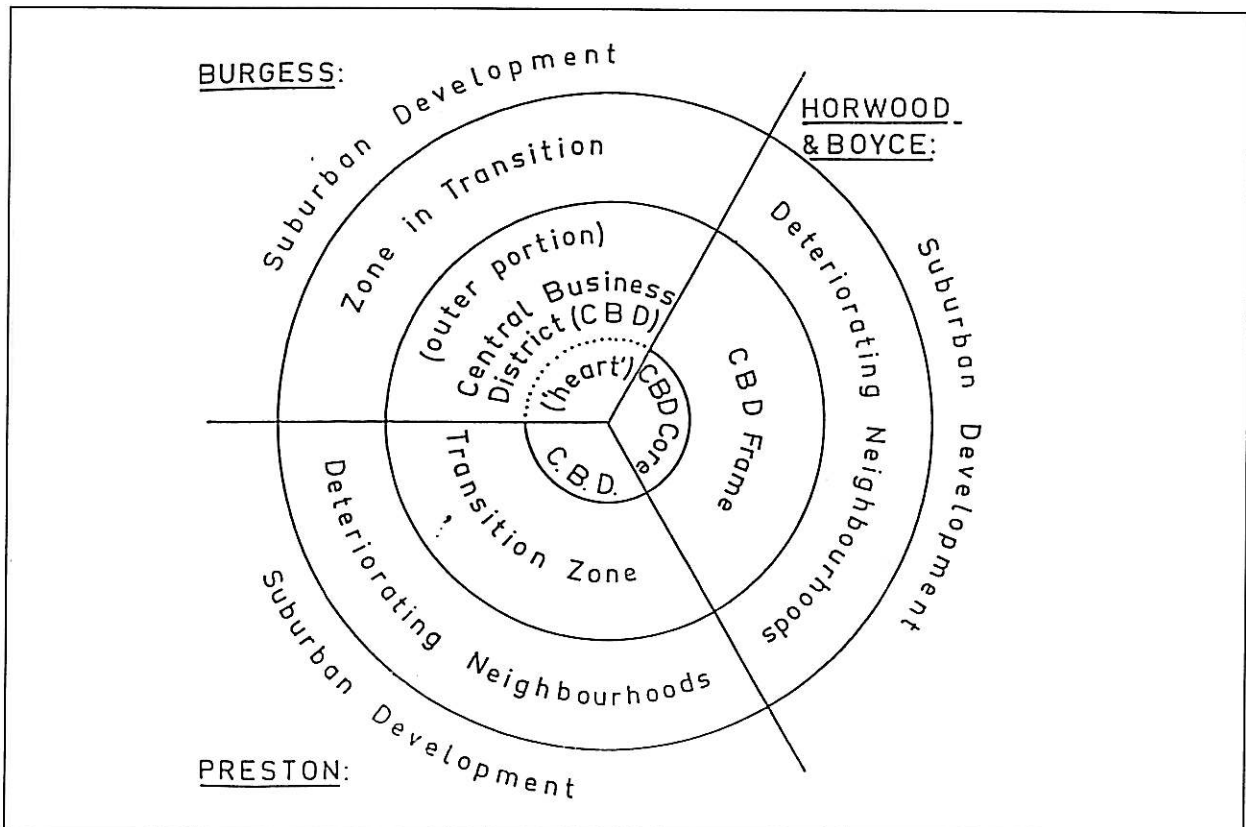 BURGESS:
Suburban Development
Zone in Transition
(outer portion)
Central Business
District (CBD)
('heart')
HORWOOD
& BOYCE:
CBD Core
CBD Frame
Deteriorating Neighbourhoods
Suburban Development
C.B.D.
Transition Zone
Deteriorating Neighbourhoods
Suburban Development
PRESTON: